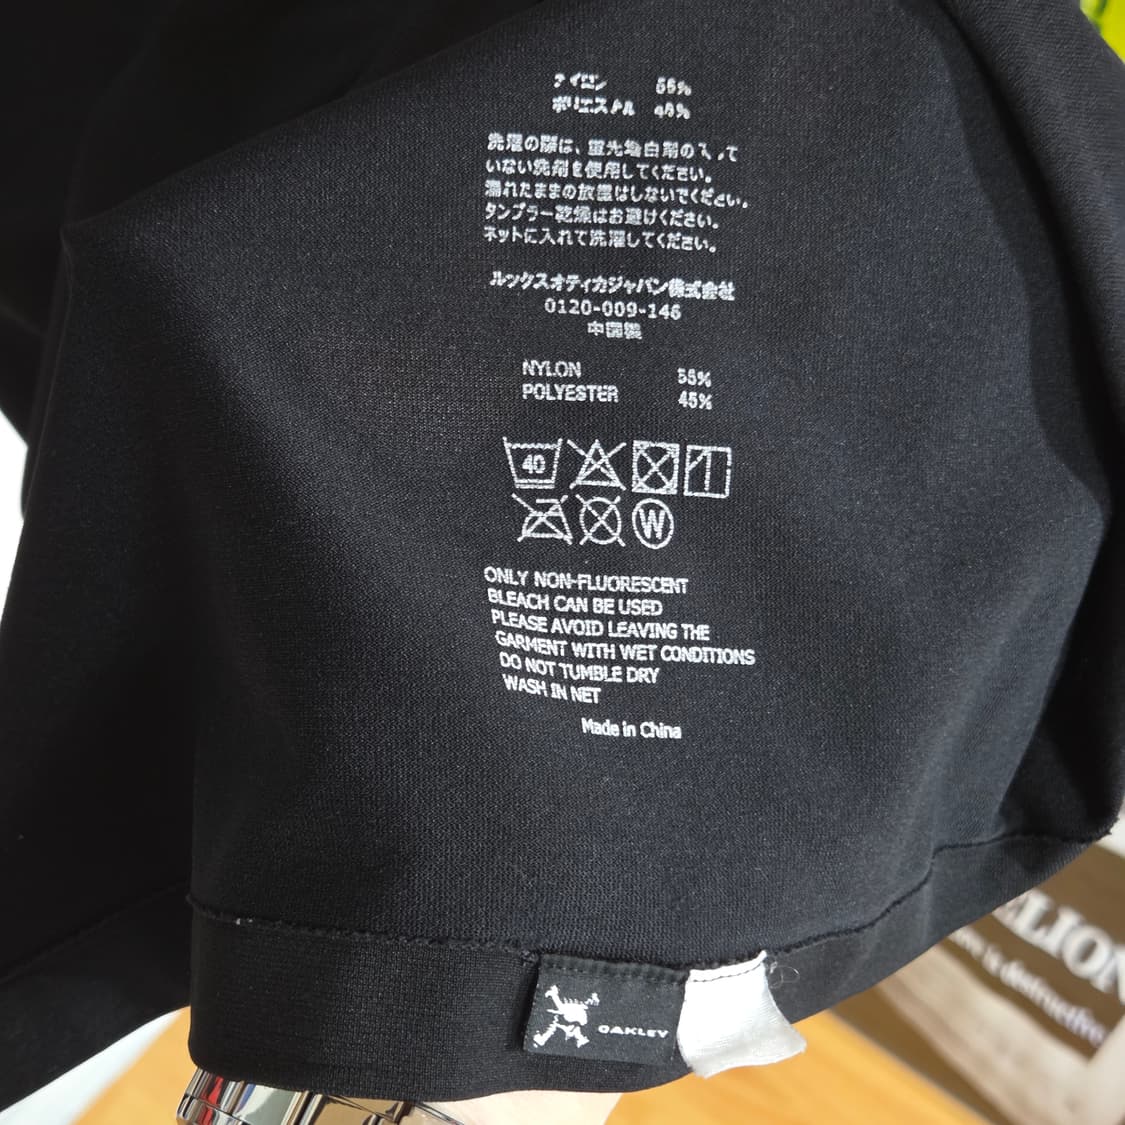 ナイロン 55%
ポリエステル 45%
洗濯の際は、蛍光増白剤の入って
いない洗剤を使用してください。
濡れたままの放置はしないでください。
タンブラー乾燥はお避けください。
ネットに入れて洗濯してください。
ルックスオティカジャパン株式会社
0120-009-146
中国製
NYLON 55%
POLYESTER 45%
40
W
ONLY NON-FLUORESCENT
BLEACH CAN BE USED
PLEASE AVOID LEAVING THE
GARMENT WITH WET CONDITIONS
DO NOT TUMBLE DRY
WASH IN NET
Made in China
OAKLEY
is destructive